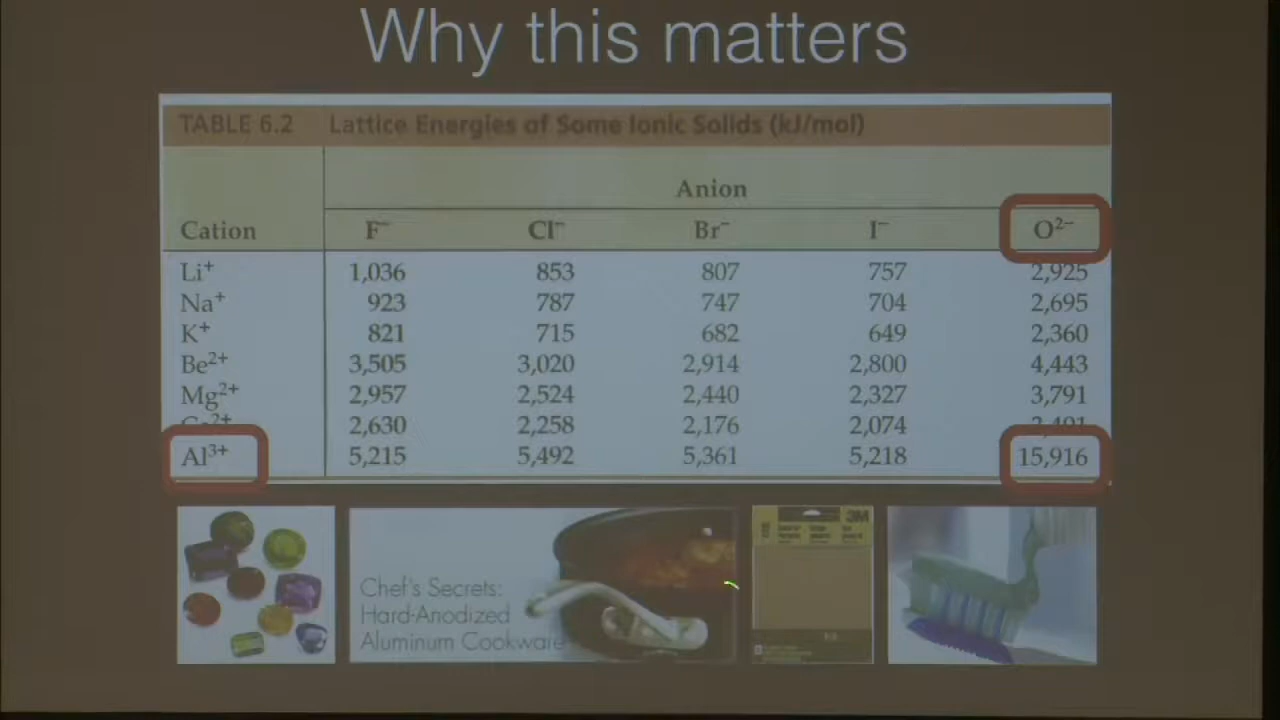 Why this matters
TABLE 6.2 Lattice Energies of Some Ionic Solids (kJ/mol)
Anion
Cation F⁻ Cl⁻ Br⁻ I⁻ O²⁻
Li⁺ 1,036 853 807 757 2,925
Na⁺ 923 787 747 704 2,695
K⁺ 821 715 682 649 2,360
Be²⁺ 3,505 3,020 2,914 2,800 4,443
Mg²⁺ 2,957 2,524 2,440 2,327 3,791
2,630 2,258 2,176 2,074
Al³⁺ 5,215 5,492 5,361 5,218 15,916
Chef's Secrets:
Hard-Anodized
Aluminum Cookware
3M